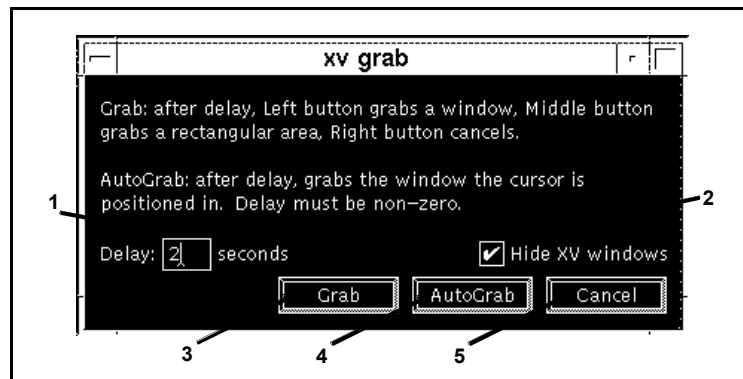 xv grab
Grab: after delay, Left button grabs a window, Middle button
grabs a rectangular area, Right button cancels.
AutoGrab: after delay, grabs the window the cursor is
positioned in. Delay must be non-zero.
1
2
Delay: 2 seconds
Hide XV windows
Grab
AutoGrab
Cancel
3
4
5